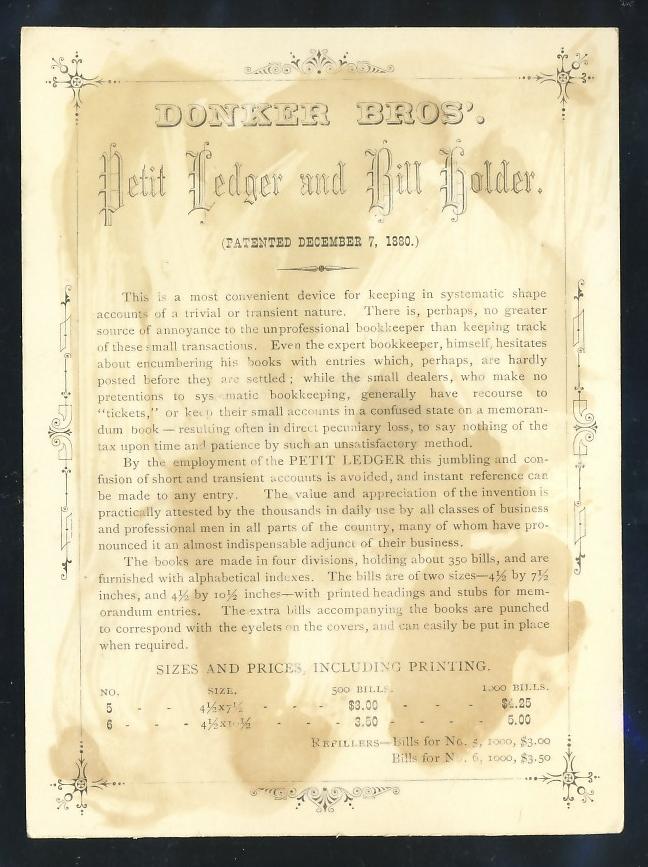 DONKER BROS'.
Petit Ledger and Bill Holder.
(PATENTED DECEMBER 7, 1880.)
This is a most convenient device for keeping in systematic shape
accounts of a trivial or transient nature. There is, perhaps, no greater
source of annoyance to the unprofessional bookkeeper than keeping track
of these small transactions. Even the expert bookkeeper, himself, hesitates
about encumbering his books with entries which, perhaps, are hardly
posted before they are settled; while the small dealers, who make no
pretentions to systematic bookkeeping, generally have recourse to
"tickets," or keep their small accounts in a confused state on a memoran-
dum book — resulting often in direct pecuniary loss, to say nothing of the
tax upon time and patience by such an unsatisfactory method.
By the employment of the PETIT LEDGER this jumbling and con-
fusion of short and transient accounts is avoided, and instant reference can
be made to any entry. The value and appreciation of the invention is
practically attested by the thousands in daily use by all classes of business
and professional men in all parts of the country, many of whom have pro-
nounced it an almost indispensable adjunct of their business.
The books are made in four divisions, holding about 350 bills, and are
furnished with alphabetical indexes. The bills are of two sizes—4½ by 7½
inches, and 4½ by 10½ inches—with printed headings and stubs for mem-
orandum entries. The extra bills accompanying the books are punched
to correspond with the eyelets on the covers, and can easily be put in place
when required.
SIZES AND PRICES, INCLUDING PRINTING.
NO. SIZE. 500 BILLS. 1000 BILLS.
5 - - 4½x7½ - - - $3.00 - - - $4.25
6 - - 4½x10½ - - - 3.50 - - - 5.00
REFILLERS—Bills for No. 5, 1000, $3.00
Bills for No. 6, 1000, $3.50